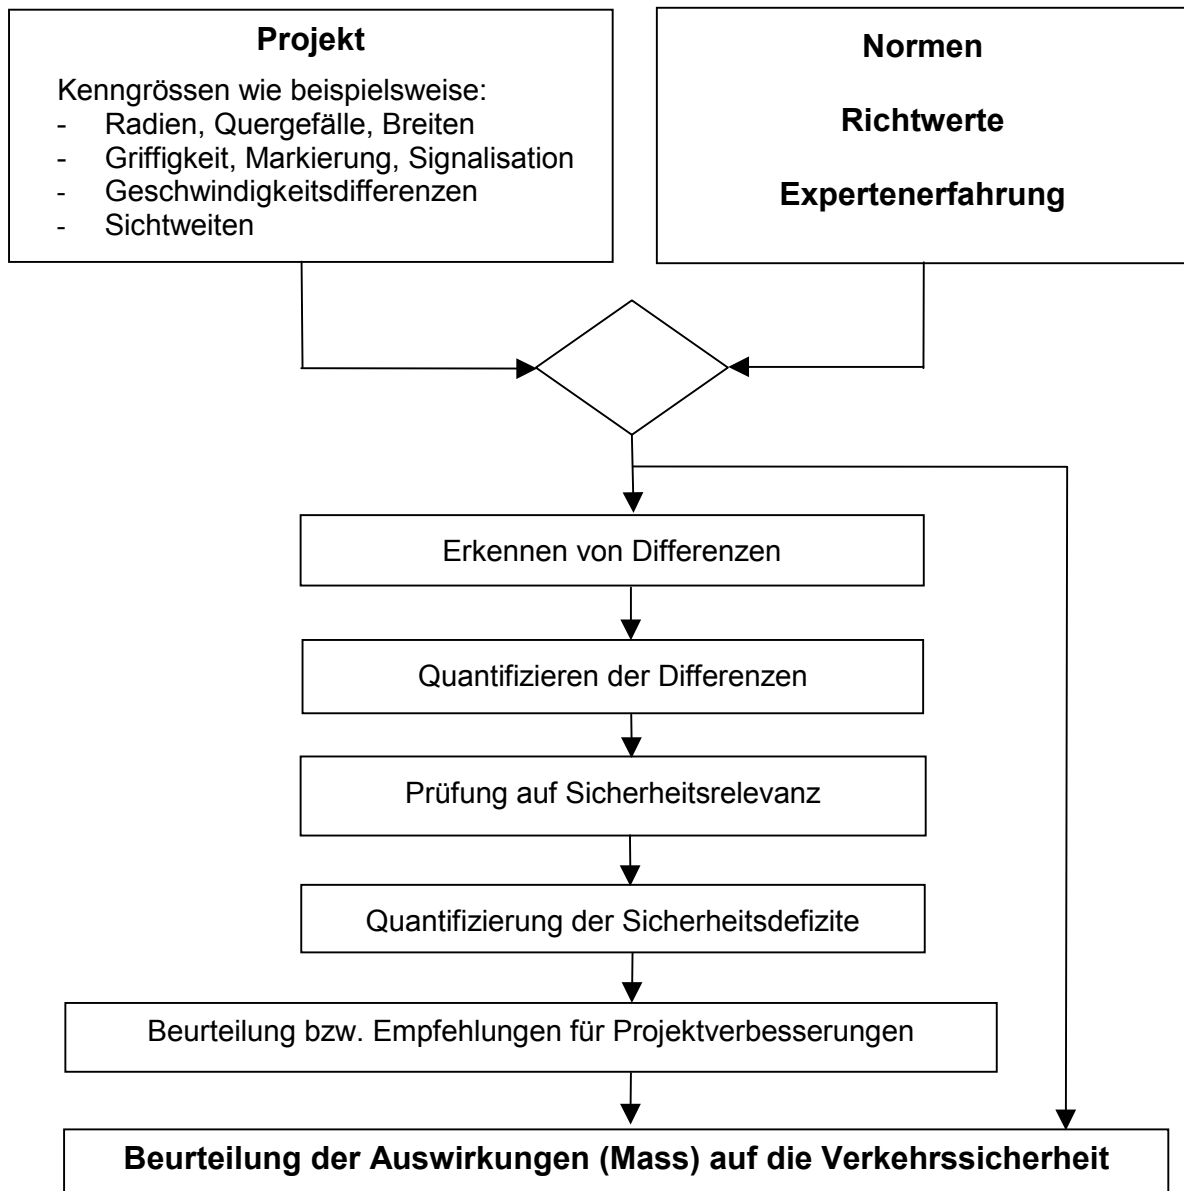 Projekt
Kenngrössen wie beispielsweise:
- Radien, Quergefälle, Breiten
- Griffigkeit, Markierung, Signalisation
- Geschwindigkeitsdifferenzen
- Sichtweiten
Normen
Richtwerte
Expertenerfahrung
Erkennen von Differenzen
Quantifizieren der Differenzen
Prüfung auf Sicherheitsrelevanz
Quantifizierung der Sicherheitsdefizite
Beurteilung bzw. Empfehlungen für Projektverbesserungen
Beurteilung der Auswirkungen (Mass) auf die Verkehrssicherheit